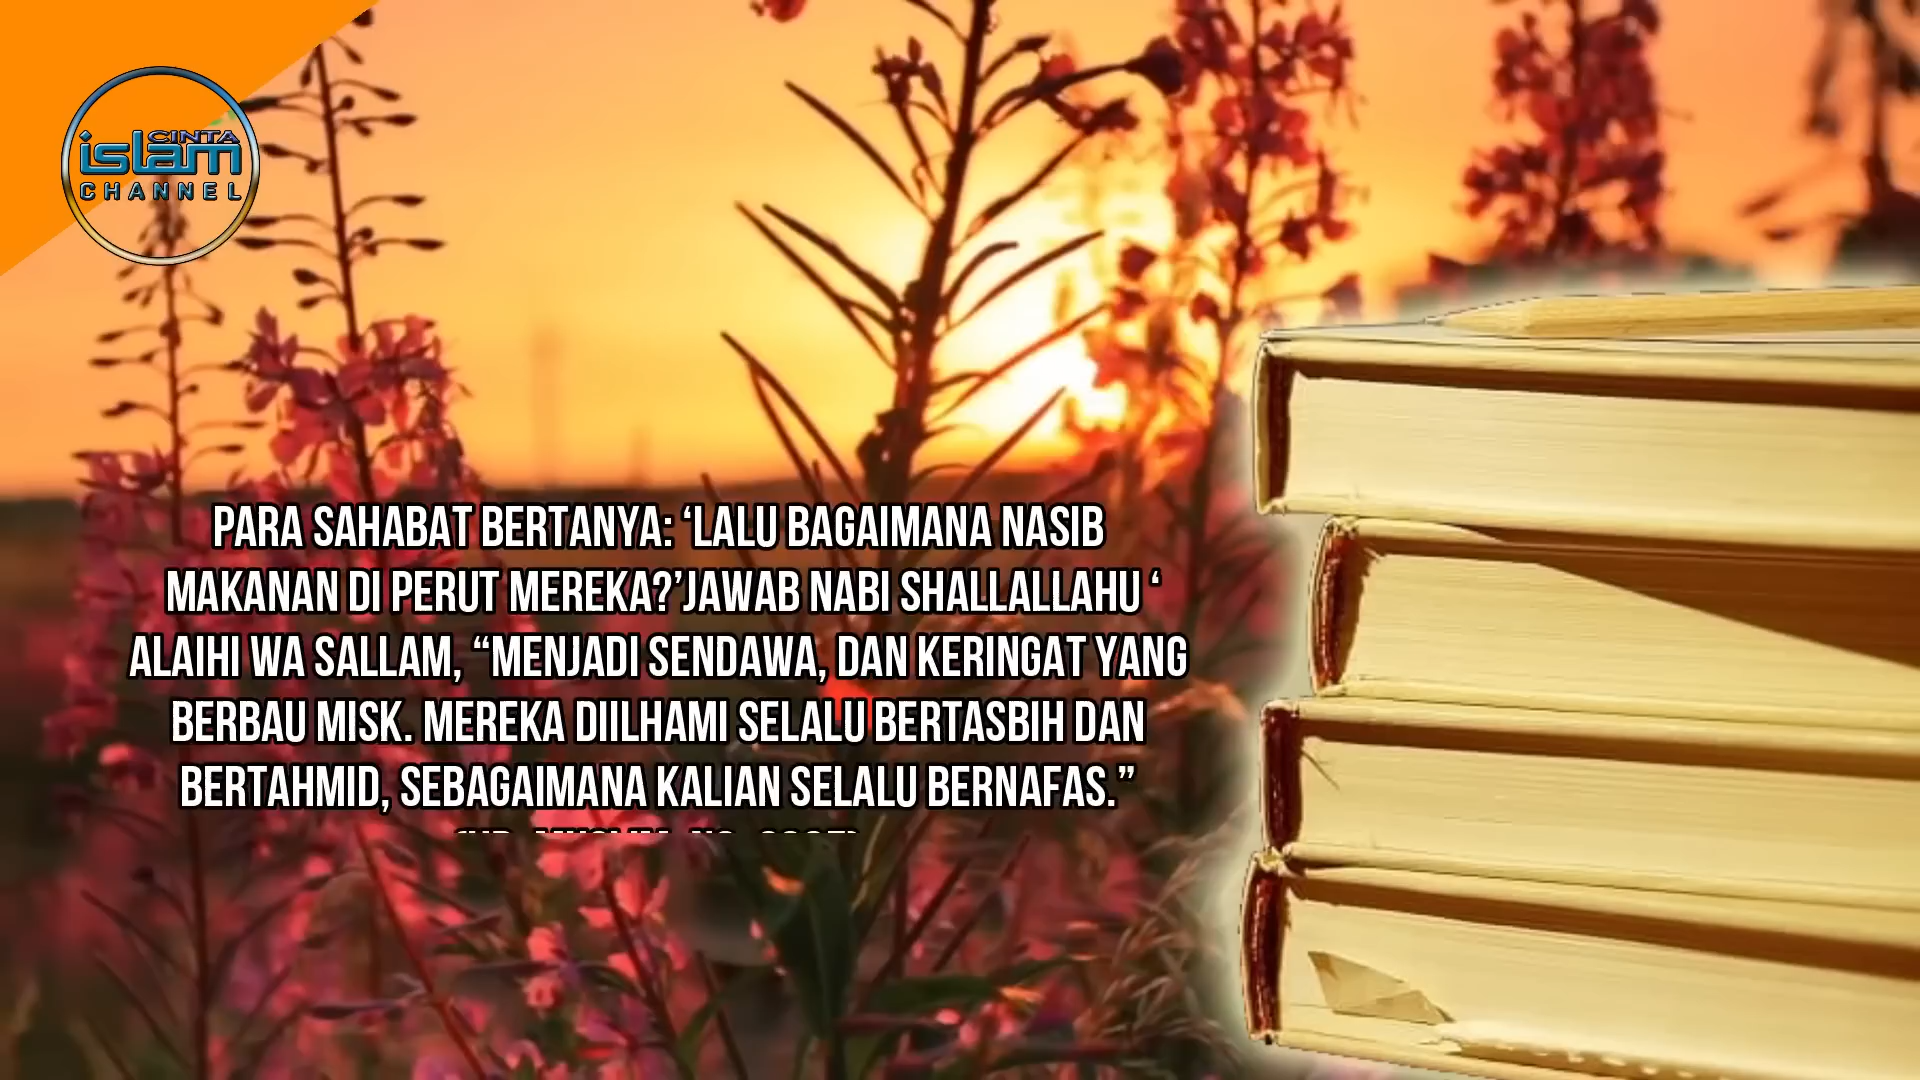 CINTA
islam
CHANNEL
PARA SAHABAT BERTANYA: ‘LALU BAGAIMANA NASIB
MAKANAN DI PERUT MEREKA?’JAWAB NABI SHALLALLAHU ‘
ALAIHI WA SALLAM, “MENJADI SENDAWA, DAN KERINGAT YANG
BERBAU MISK. MEREKA DIILHAMI SELALU BERTASBIH DAN
BERTAHMID, SEBAGAIMANA KALIAN SELALU BERNAFAS.”